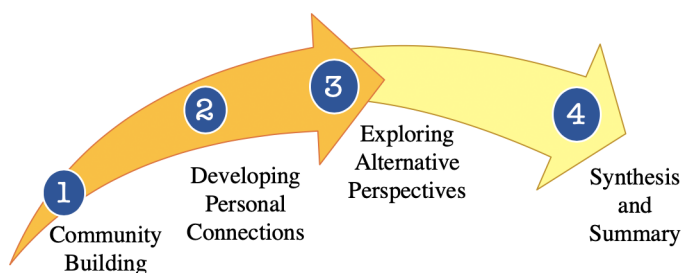 1
Community
Building
2
Developing
Personal
Connections
3
Exploring
Alternative
Perspectives
4
Synthesis
and
Summary